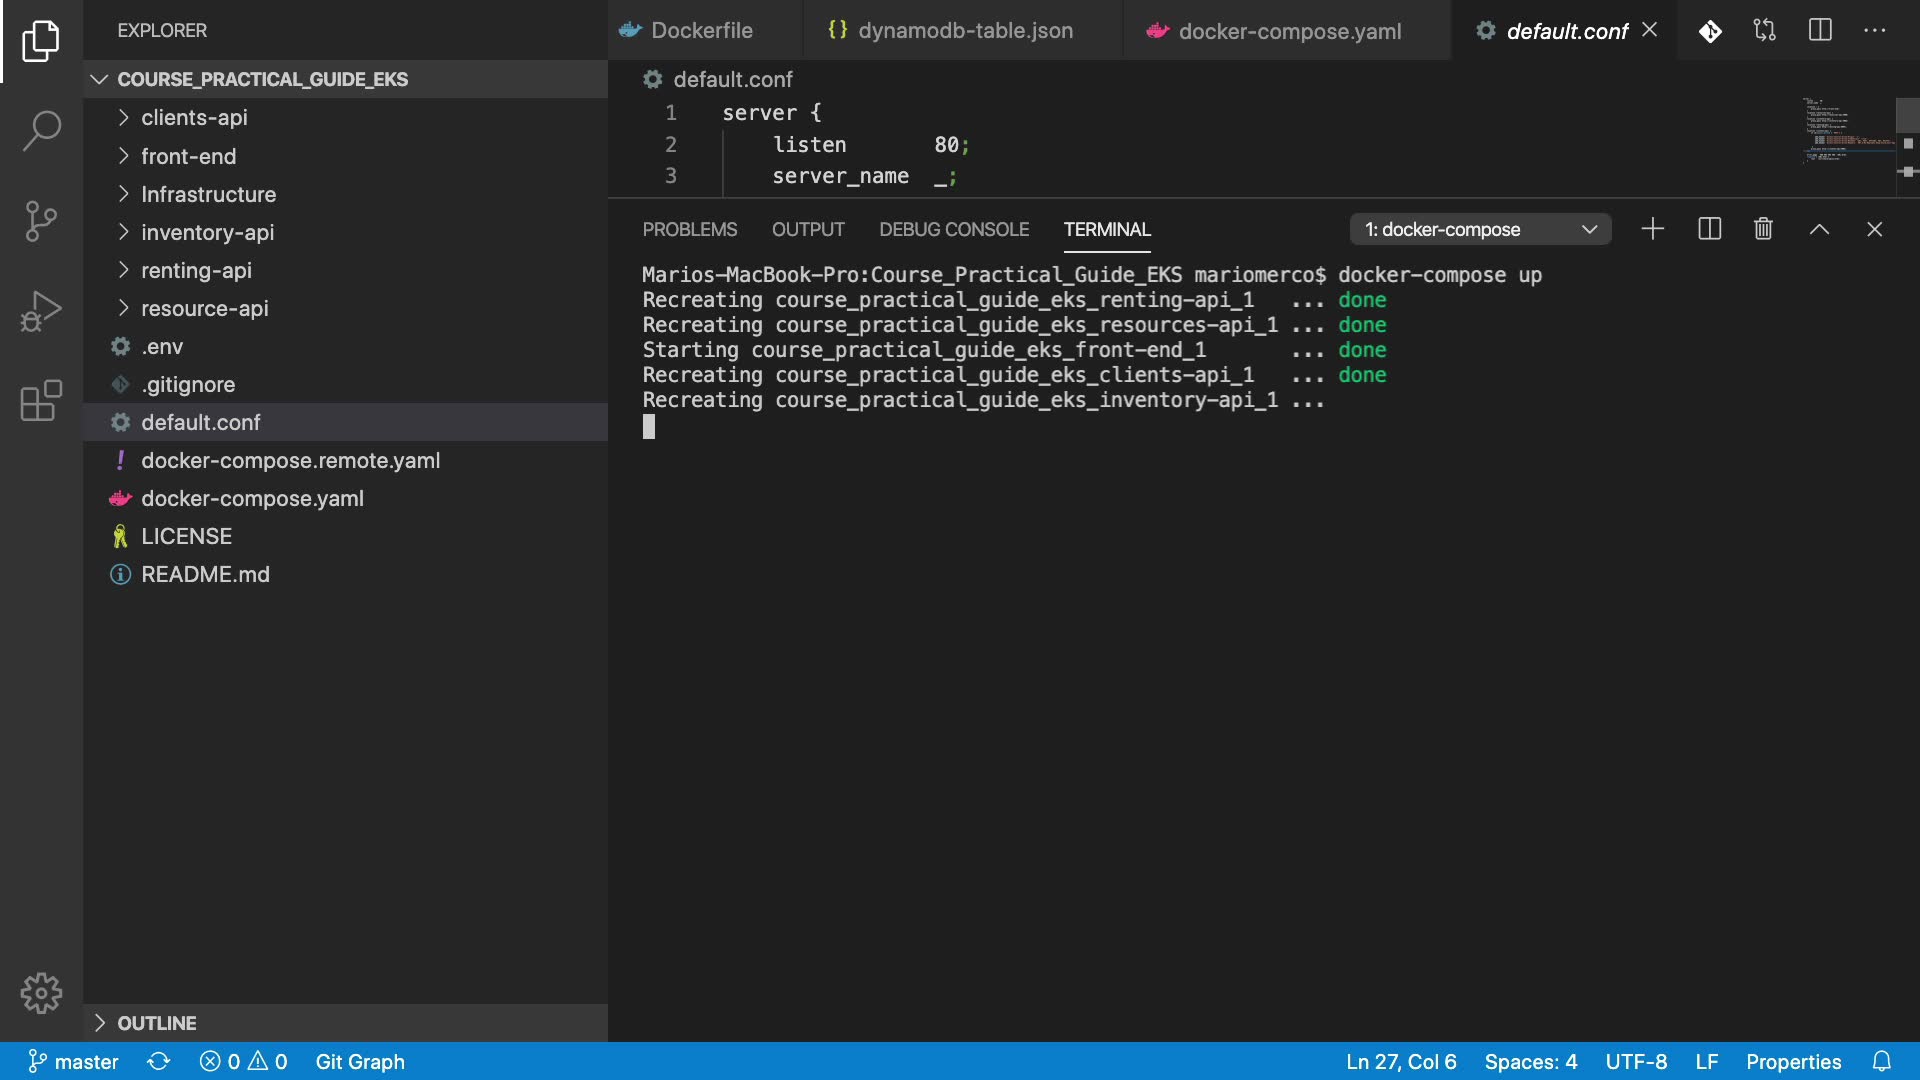 EXPLORER
COURSE_PRACTICAL_GUIDE_EKS
clients-api
front-end
Infrastructure
inventory-api
renting-api
resource-api
.env
.gitignore
default.conf
docker-compose.remote.yaml
docker-compose.yaml
LICENSE
README.md
OUTLINE
Dockerfile
{} dynamodb-table.json
docker-compose.yaml
default.conf
default.conf
1 server {
2 listen 80;
3 server_name _;
PROBLEMS OUTPUT DEBUG CONSOLE TERMINAL 1: docker-compose
Marios-MacBook-Pro:Course_Practical_Guide_EKS mariomerco$ docker-compose up
Recreating course_practical_guide_eks_renting-api_1 ... done
Recreating course_practical_guide_eks_resources-api_1 ... done
Starting course_practical_guide_eks_front-end_1 ... done
Recreating course_practical_guide_eks_clients-api_1 ... done
Recreating course_practical_guide_eks_inventory-api_1 ...
master 0 0 Git Graph Ln 27, Col 6 Spaces: 4 UTF-8 LF Properties